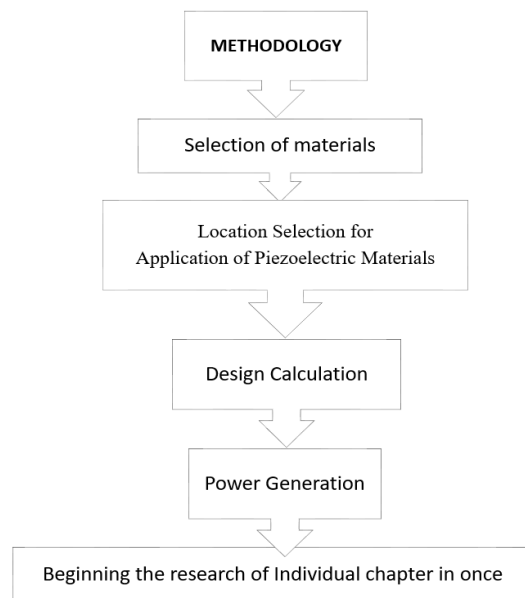 METHODOLOGY
Selection of materials
Location Selection for
Application of Piezoelectric Materials
Design Calculation
Power Generation
Beginning the research of Individual chapter in once